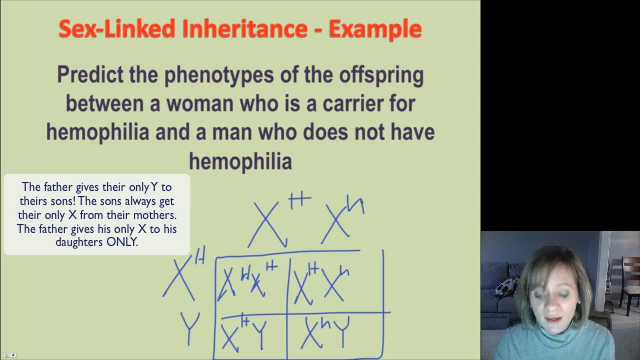 Sex-Linked Inheritance - Example
Predict the phenotypes of the offspring
between a woman who is a carrier for
hemophilia and a man who does not have
hemophilia
The father gives their only Y to
theirs sons! The sons always get
their only X from their mothers.
The father gives his only X to his
daughters ONLY.
X^H X^h
X^H X^H X^H X^H X^h
Y X^H Y X^h Y